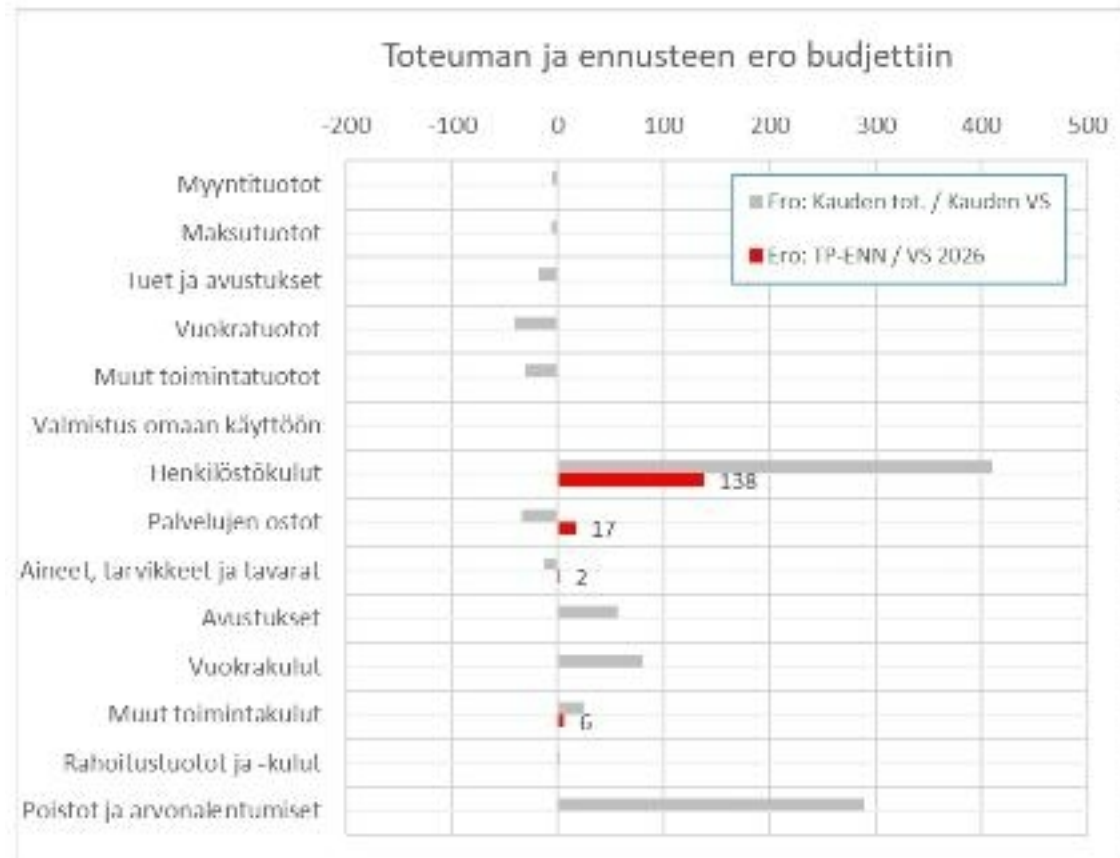 Toteuman ja ennusteen ero budjettiin
-200 -100 0 100 200 300 400 500
Myyntituotot
Maksutuotot
Tuet ja avustukset
Vuokratuotot
Muut toimintatuotot
Valmistus omaan käyttöön
Henkilöstökulut
138
Palvelujen ostot
17
Aineet, tarvikkeet ja tavarat
2
Avustukset
Vuokrakulut
Muut toimintakulut
6
Rahoitustuotot ja -kulut
Poistot ja arvonalentumiset
Ero: Kauden tot. / Kauden VS
Ero: TP-ENN / VS 2026